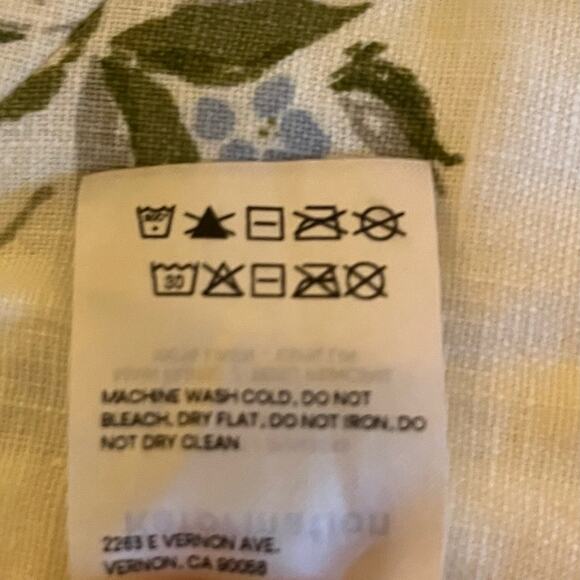 30
MACHINE WASH COLD, DO NOT
BLEACH, DRY FLAT, DO NOT IRON, DO
NOT DRY CLEAN
2263 E VERNON AVE.
VERNON, CA 90058